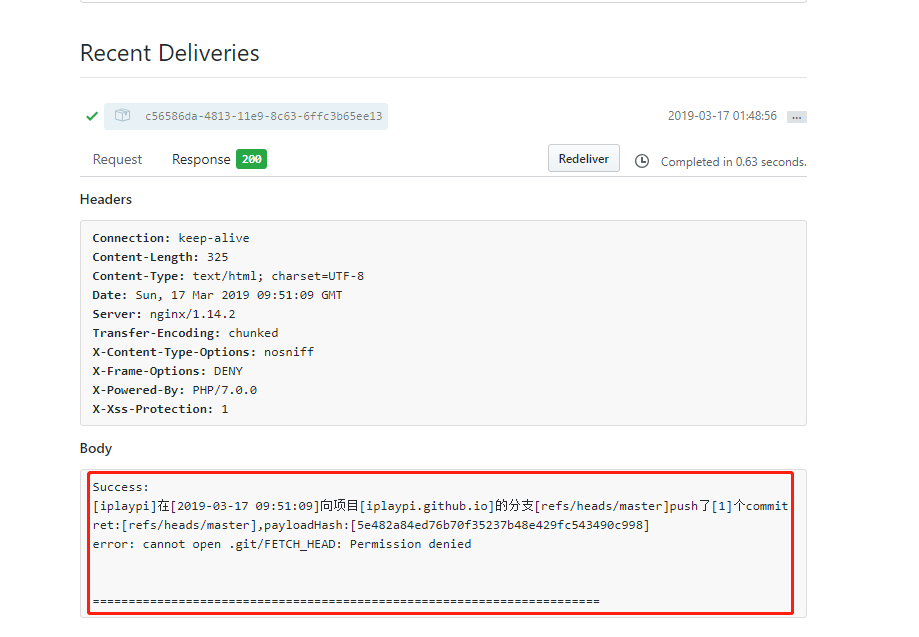 Recent Deliveries
c56586da-4813-11e9-8c63-6ffc3b65ee13 2019-03-17 01:48:56 ...
Request Response 200 Redeliver Completed in 0.63 seconds.
Headers
Connection: keep-alive
Content-Length: 325
Content-Type: text/html; charset=UTF-8
Date: Sun, 17 Mar 2019 09:51:09 GMT
Server: nginx/1.14.2
Transfer-Encoding: chunked
X-Content-Type-Options: nosniff
X-Frame-Options: DENY
X-Powered-By: PHP/7.0.0
X-Xss-Protection: 1
Body
Success:
[iplaypi]在[2019-03-17 09:51:09]向项目[iplaypi.github.io]的分支[refs/heads/master]push了[1]个commit
ret:[refs/heads/master],payloadHash:[5e482a84ed76b70f35237b48e429fc543490c998]
error: cannot open .git/FETCH_HEAD: Permission denied
=======================================================================